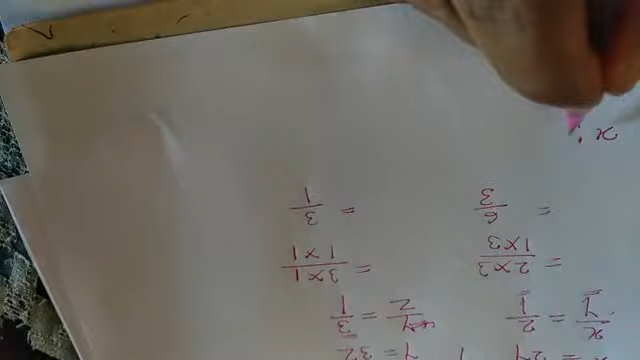 x/y = 2/1    y/z = 3/1
= 2×3/1×3    = 3×1/1×1
= 6/3    = 3/1
x :